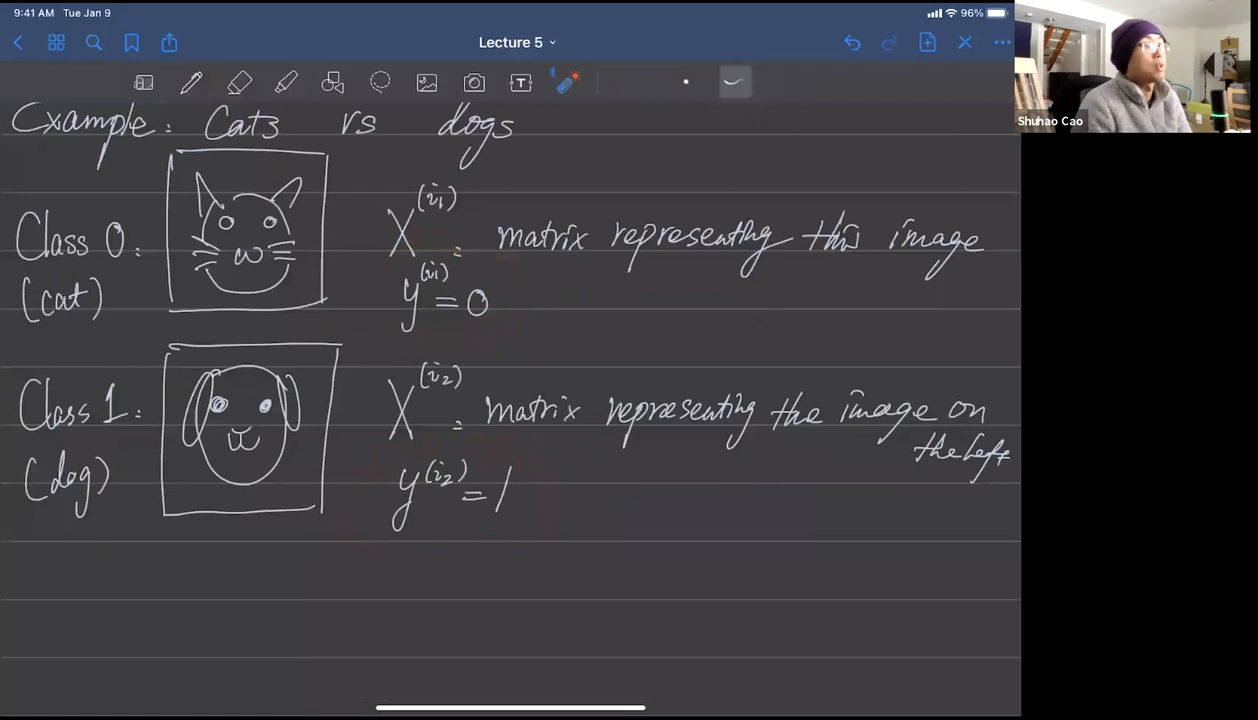 9:41 AM Tue Jan 9
96%
Lecture 5
Shuhao Cao
Example: Cats vs dogs
Class 0:
(cat)
X^(i₁) : matrix representing this image
y^(i₁) = 0
Class 1:
(dog)
X^(i₂) : matrix representing the image on
the left
y^(i₂) = 1